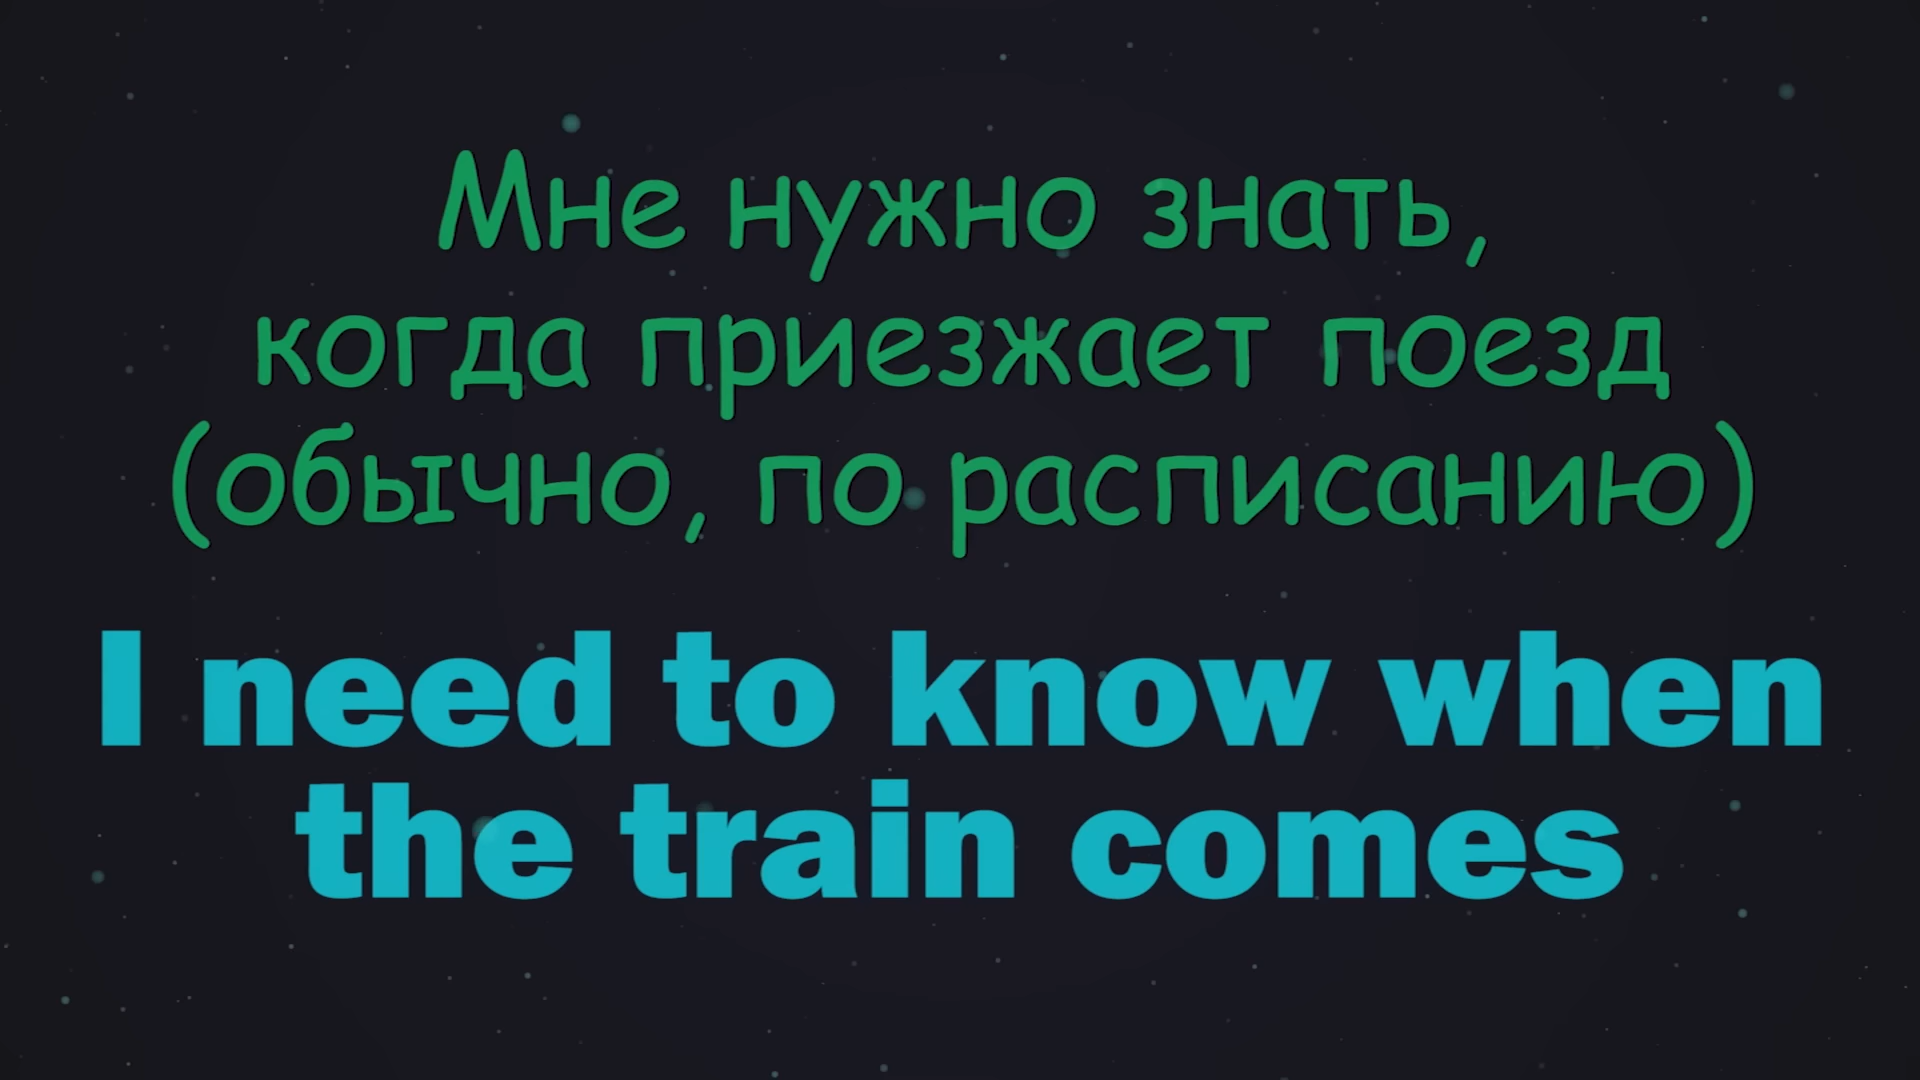 Мне нужно знать,
когда приезжает поезд
(обычно, по расписанию)
I need to know when
the train comes